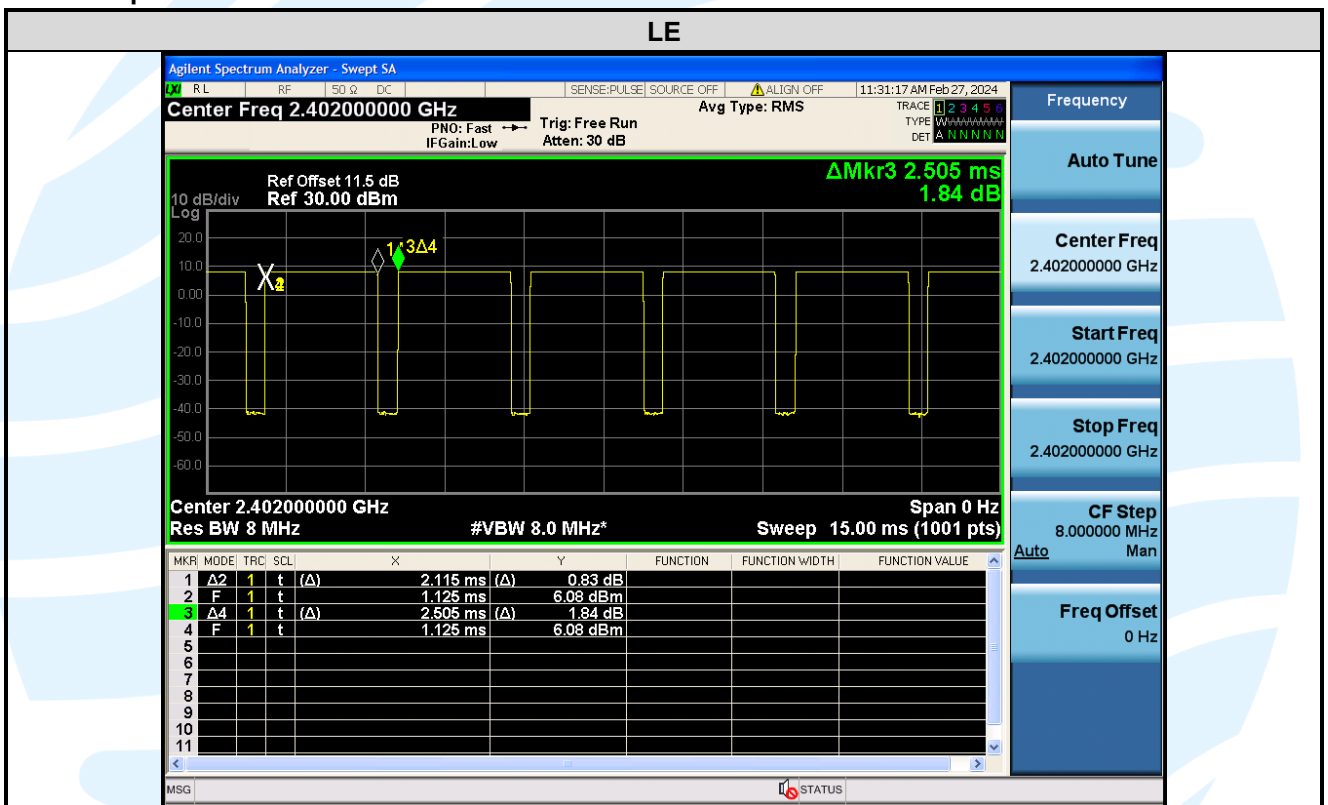 LE
Agilent Spectrum Analyzer - Swept SA
LXI RL RF 50 Ω DC SENSE:PULSE SOURCE OFF ALIGN OFF 11:31:17 AM Feb 27, 2024
Center Freq 2.402000000 GHz
PNO: Fast
IFGain:Low
Trig: Free Run
Atten: 30 dB
Avg Type: RMS
TRACE 1 2 3 4 5 6
TYPE W
DET A N N N N N
Ref Offset 11.5 dB
10 dB/div Ref 30.00 dBm
Log
ΔMkr3 2.505 ms
1.84 dB
20.0
10.0
0.00
-10.0
-20.0
-30.0
-40.0
-50.0
-60.0
3Δ4
Center 2.402000000 GHz Span 0 Hz
Res BW 8 MHz #VBW 8.0 MHz* Sweep 15.00 ms (1001 pts)
MKR MODE TRC SCL X Y FUNCTION FUNCTION WIDTH FUNCTION VALUE
1 Δ2 1 t (Δ) 2.115 ms (Δ) 0.83 dB
2 F 1 t 1.125 ms 6.08 dBm
3 Δ4 1 t (Δ) 2.505 ms (Δ) 1.84 dB
4 F 1 t 1.125 ms 6.08 dBm
5
6
7
8
9
10
11
MSG STATUS
Frequency
Auto Tune
Center Freq
2.402000000 GHz
Start Freq
2.402000000 GHz
Stop Freq
2.402000000 GHz
CF Step
8.000000 MHz
Auto Man
Freq Offset
0 Hz